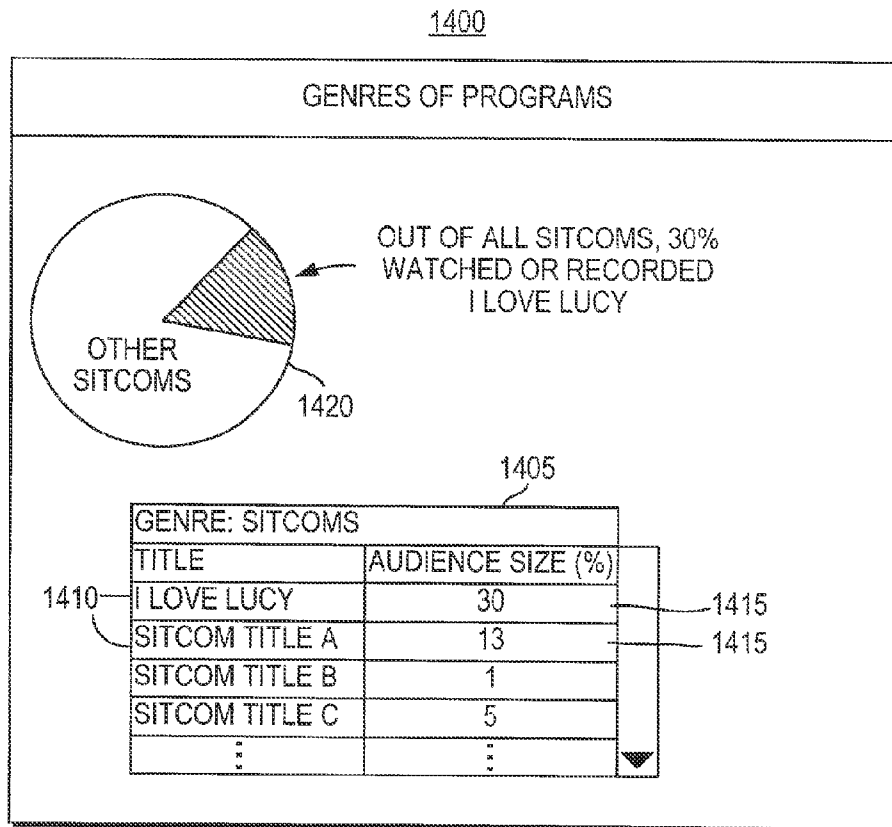 1400
GENRES OF PROGRAMS
OUT OF ALL SITCOMS, 30%
WATCHED OR RECORDED
I LOVE LUCY
OTHER
SITCOMS
1420
1405
GENRE: SITCOMS
TITLE AUDIENCE SIZE (%)
1410 I LOVE LUCY 30 1415
SITCOM TITLE A 13 1415
SITCOM TITLE B 1
SITCOM TITLE C 5